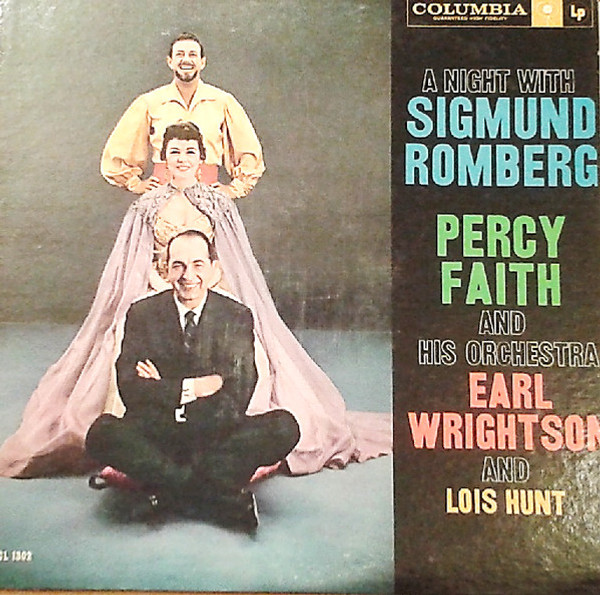 COLUMBIA Lp
GUARANTEED HIGH FIDELITY
A NIGHT WITH
SIGMUND
ROMBERG
PERCY
FAITH
AND
HIS ORCHESTRA
EARL
WRIGHTSON
AND
LOIS HUNT
CL 1302